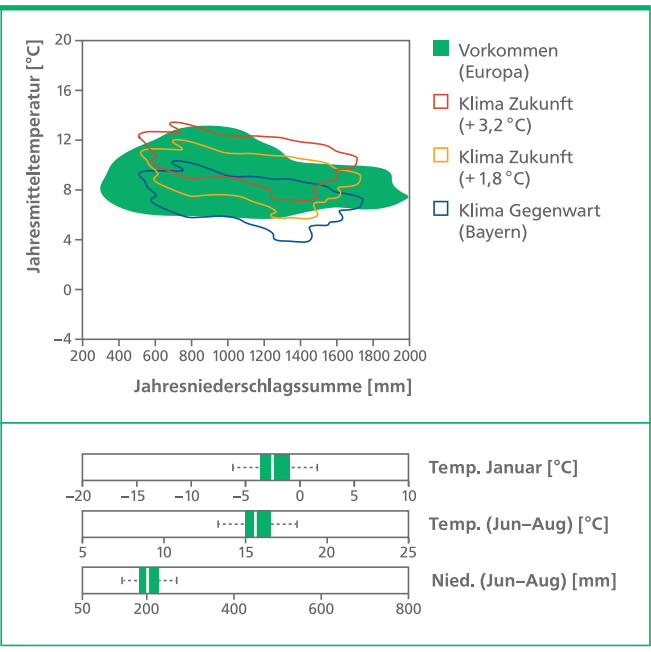 20
16
12
8
4
0
−4
Jahresmitteltemperatur [°C]
200 400 600 800 1000 1200 1400 1600 1800 2000
Jahresniederschlagssumme [mm]
Vorkommen
(Europa)
Klima Zukunft
(+3,2 °C)
Klima Zukunft
(+1,8 °C)
Klima Gegenwart
(Bayern)
Temp. Januar [°C]
−20 −15 −10 −5 0 5 10
Temp. (Jun–Aug) [°C]
5 10 15 20 25
Nied. (Jun–Aug) [mm]
50 200 400 600 800